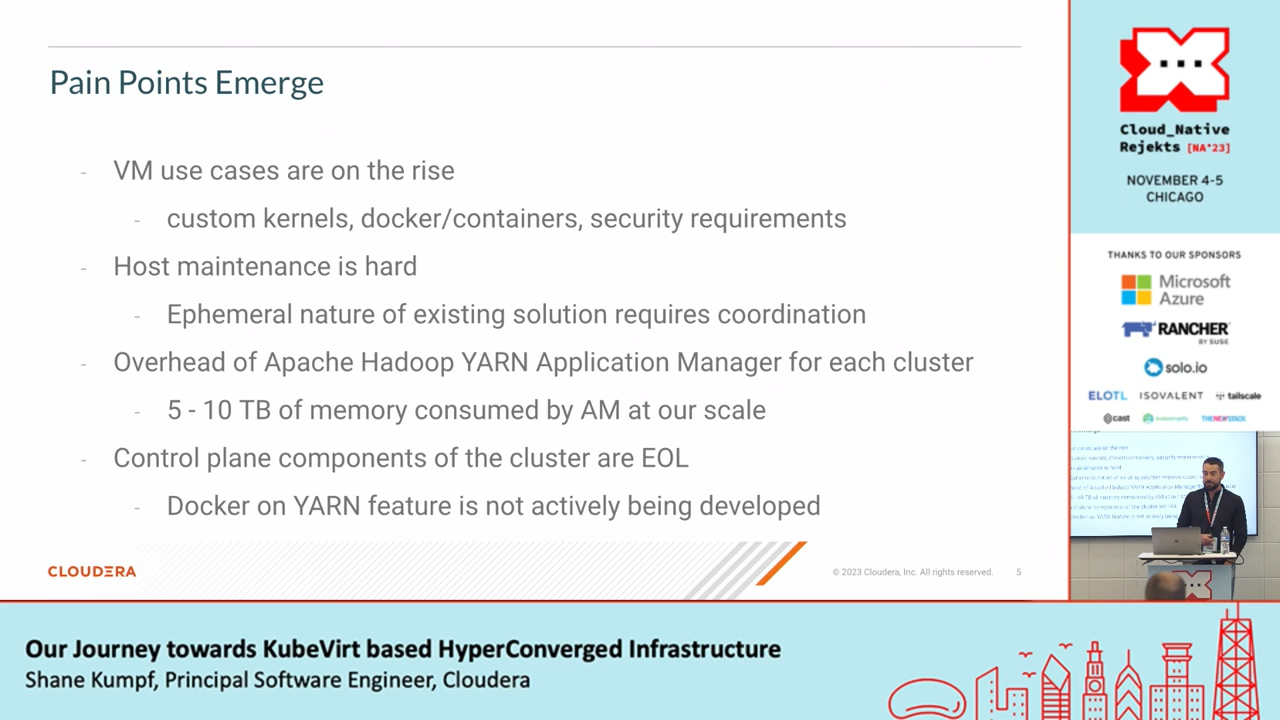 Pain Points Emerge
- VM use cases are on the rise
- custom kernels, docker/containers, security requirements
- Host maintenance is hard
- Ephemeral nature of existing solution requires coordination
- Overhead of Apache Hadoop YARN Application Manager for each cluster
- 5 - 10 TB of memory consumed by AM at our scale
- Control plane components of the cluster are EOL
- Docker on YARN feature is not actively being developed
CLOUDERA
© 2023 Cloudera, Inc. All rights reserved. 5
Cloud_Native
Rejekts [NA'23]
NOVEMBER 4-5
CHICAGO
THANKS TO OUR SPONSORS
Microsoft
Azure
RANCHER
BY SUSE
solo.io
ELOTL ISOVALENT tailscale
cast kubesimplify THENEWSTACK
Our Journey towards KubeVirt based HyperConverged Infrastructure
Shane Kumpf, Principal Software Engineer, Cloudera